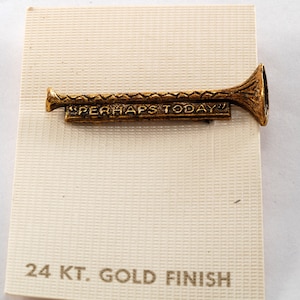 "PERHAPS TODAY"
24 KT. GOLD FINISH